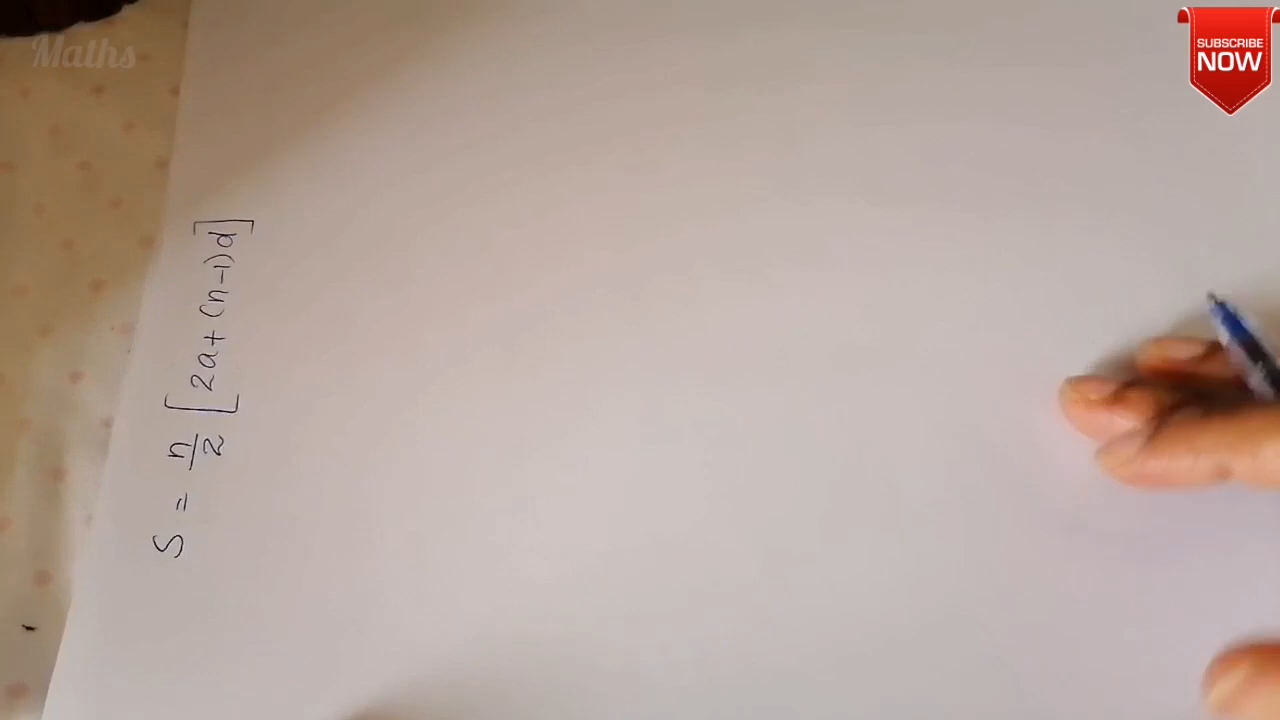 Maths
SUBSCRIBE
NOW
S = n/2 [2a+(n-1)d]